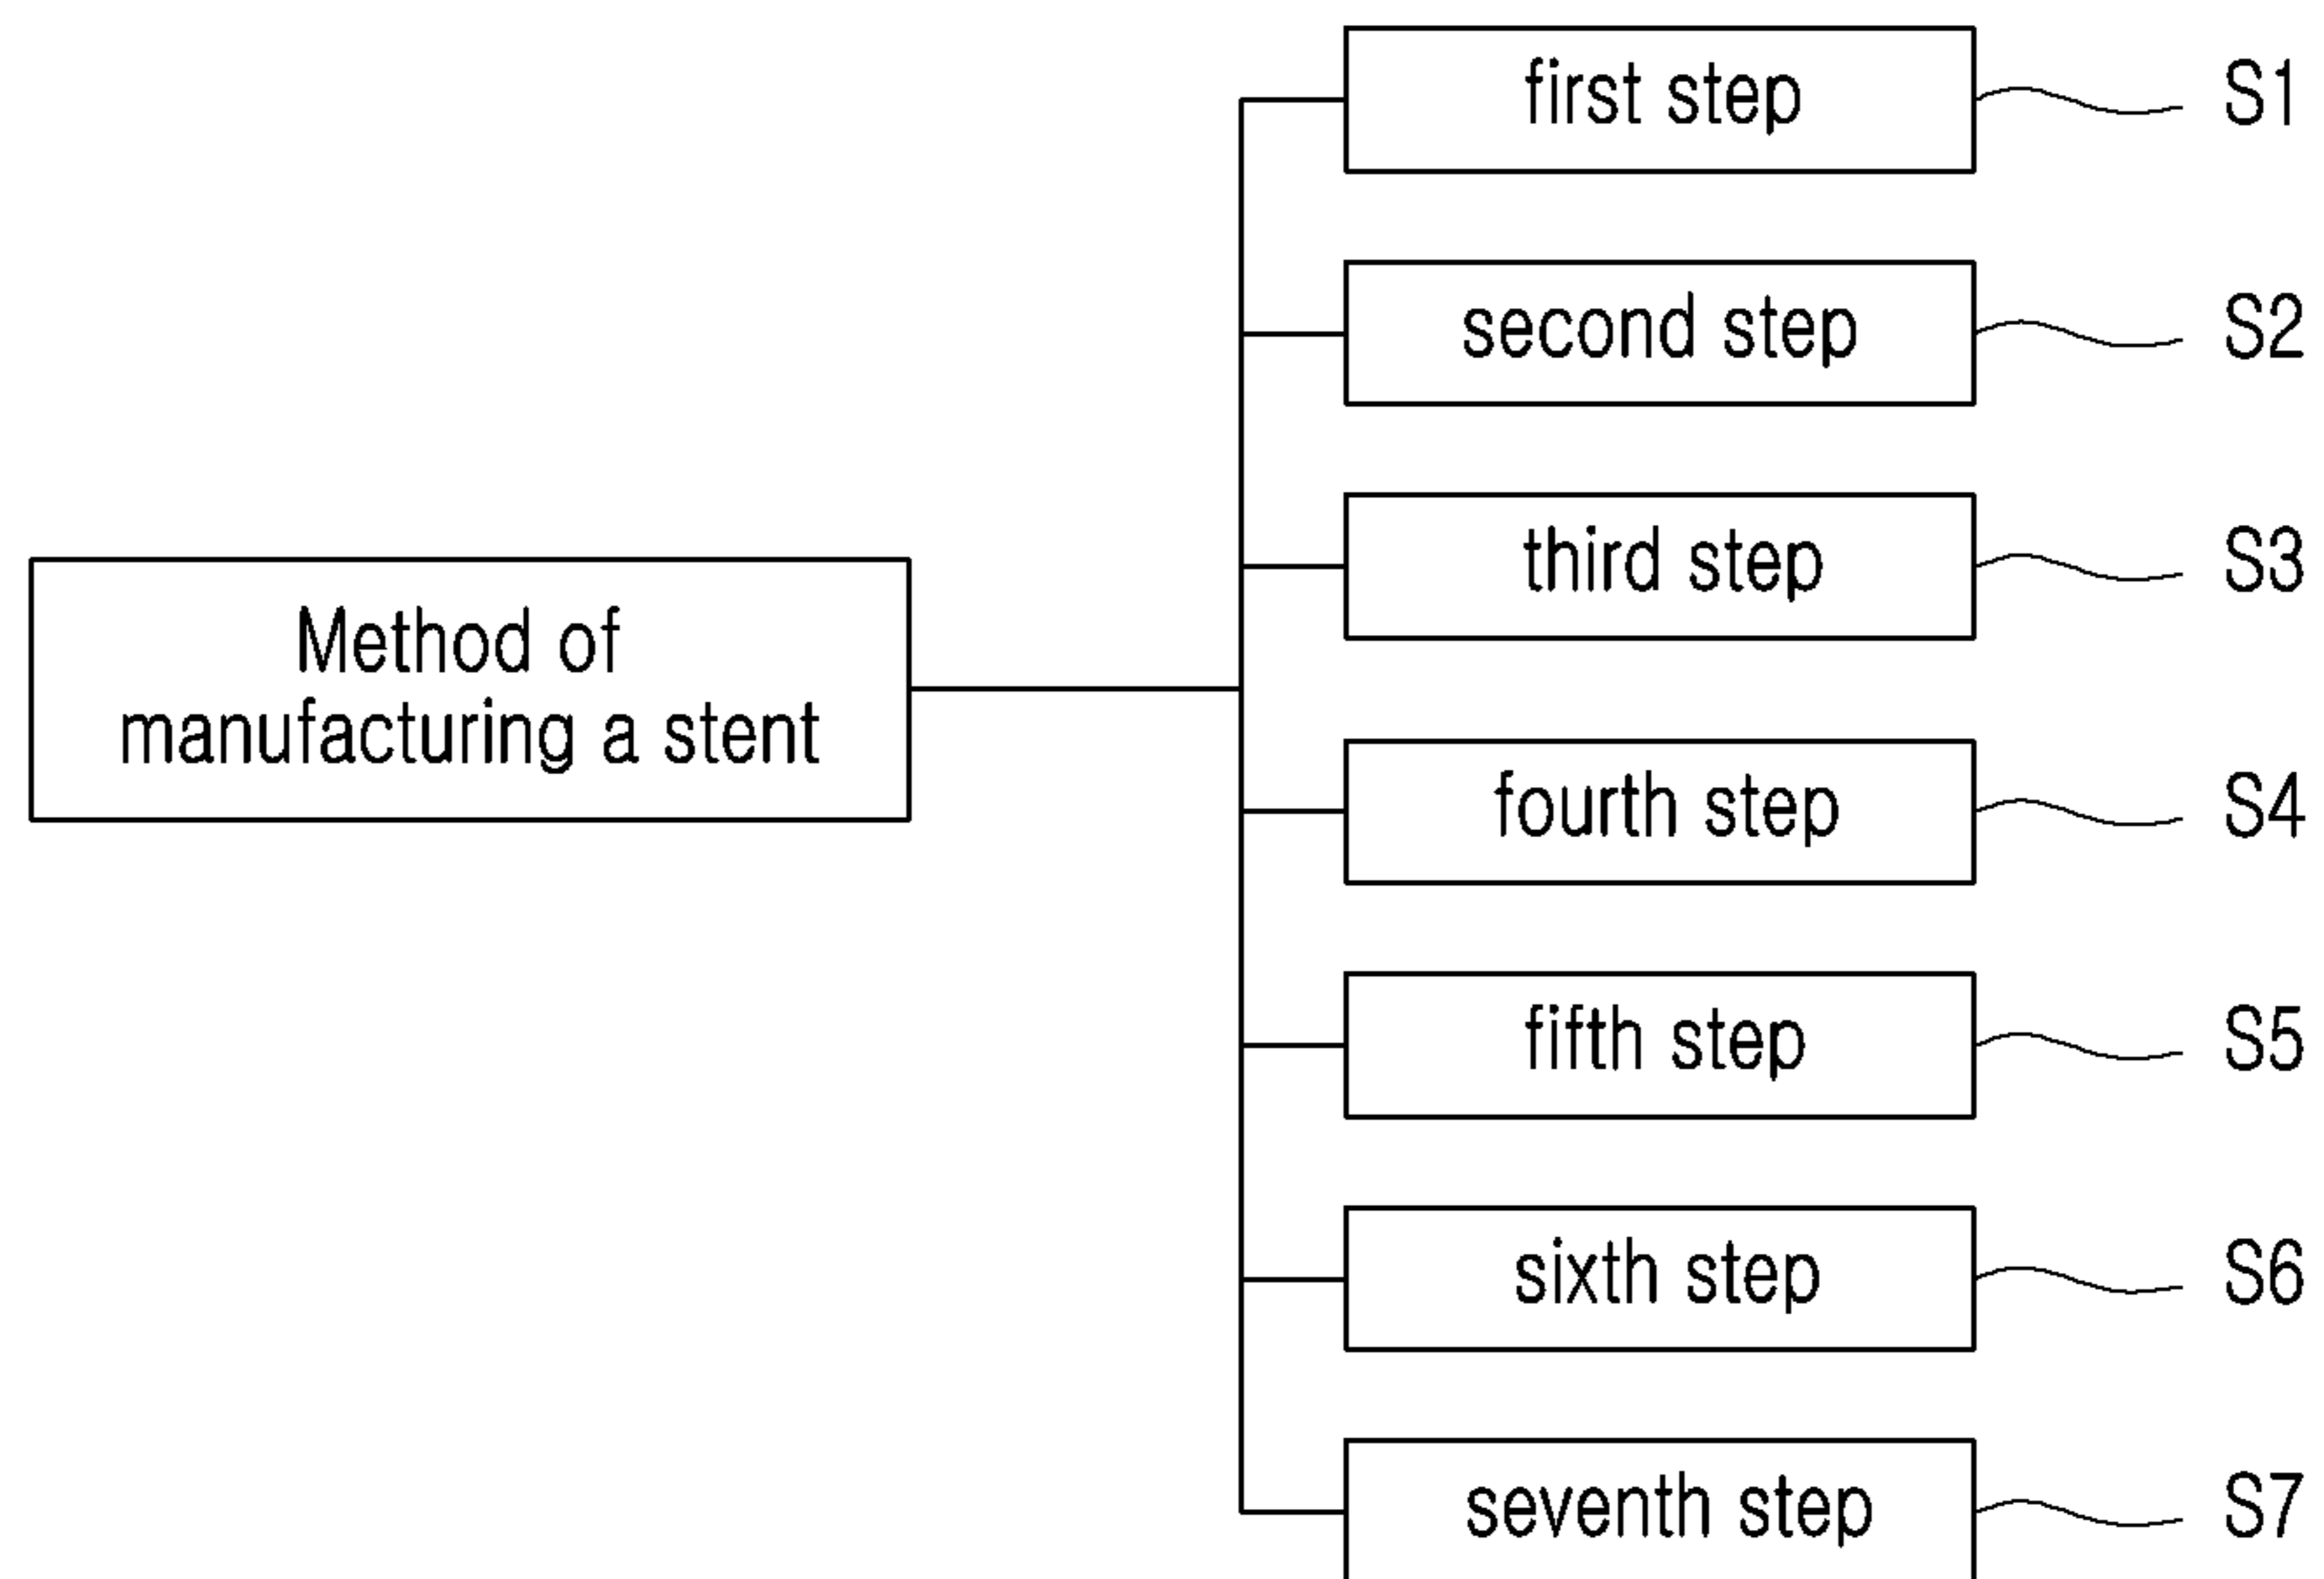 first step S1
second step S2
third step S3
Method of
manufacturing a stent
fourth step S4
fifth step S5
sixth step S6
seventh step S7